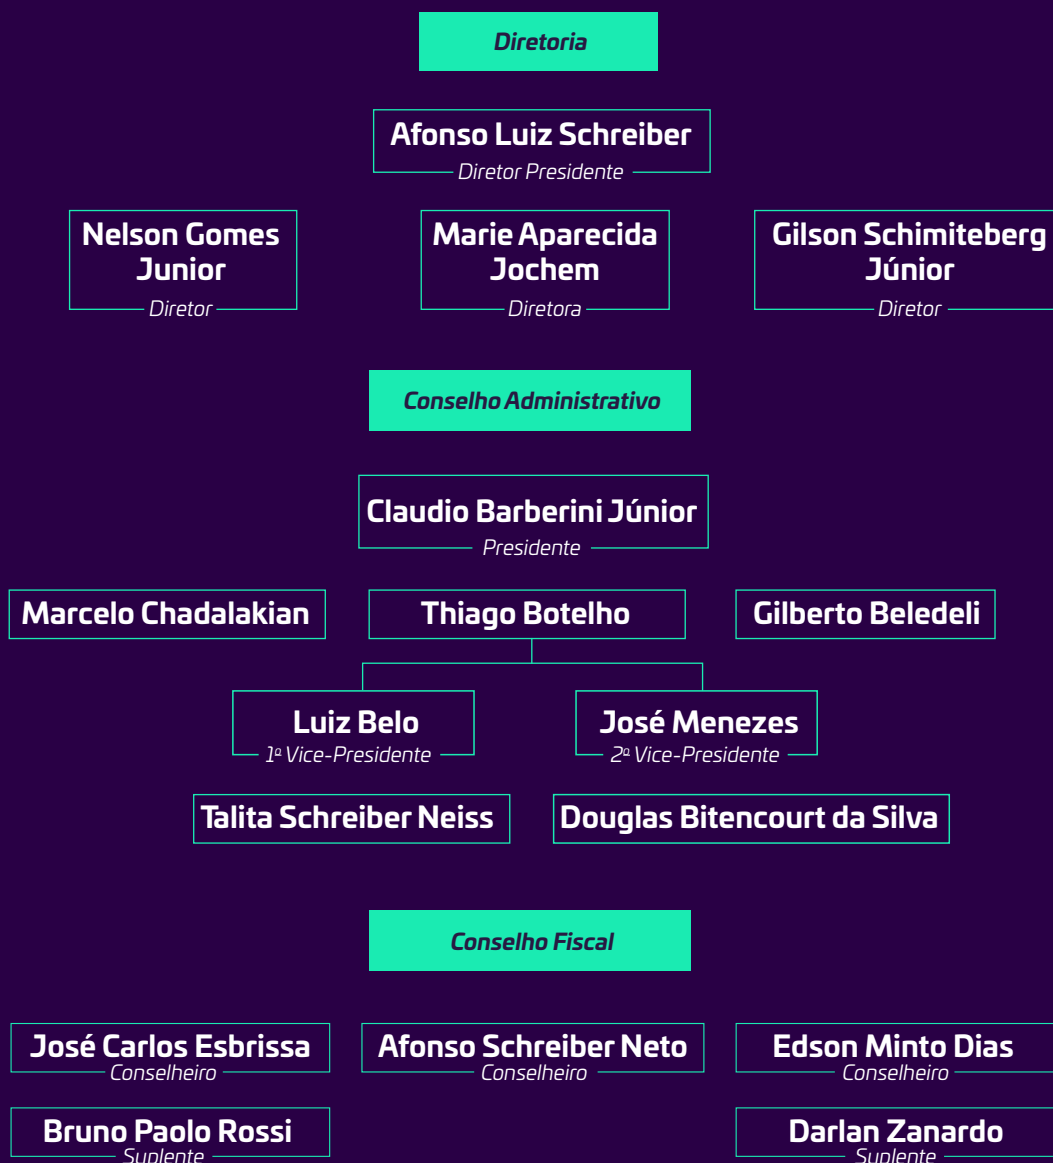 Diretoria
Afonso Luiz Schreiber
Diretor Presidente
Nelson Gomes
Junior
Diretor
Marie Aparecida
Jochem
Diretora
Gilson Schimiteberg
Júnior
Diretor
Conselho Administrativo
Claudio Barberini Júnior
Presidente
Marcelo Chadalakian
Thiago Botelho
Gilberto Beledeli
Luiz Belo
1º Vice-Presidente
José Menezes
2º Vice-Presidente
Talita Schreiber Neiss
Douglas Bitencourt da Silva
Conselho Fiscal
José Carlos Esbrissa
Conselheiro
Afonso Schreiber Neto
Conselheiro
Edson Minto Dias
Conselheiro
Bruno Paolo Rossi
Suplente
Darlan Zanardo
Suplente